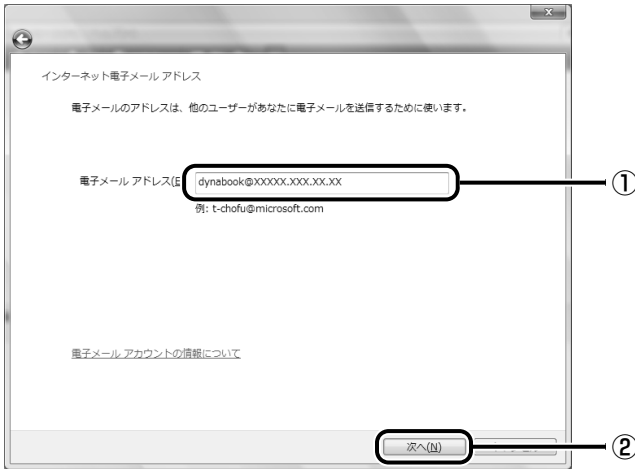 インターネット電子メール アドレス
電子メールのアドレスは、他のユーザーがあなたに電子メールを送信するために使います。
電子メール アドレス(E
dynabook@XXXXX.XXX.XX.XX
①
例: t-chofu@microsoft.com
電子メール アカウントの情報について
次へ(N)
②